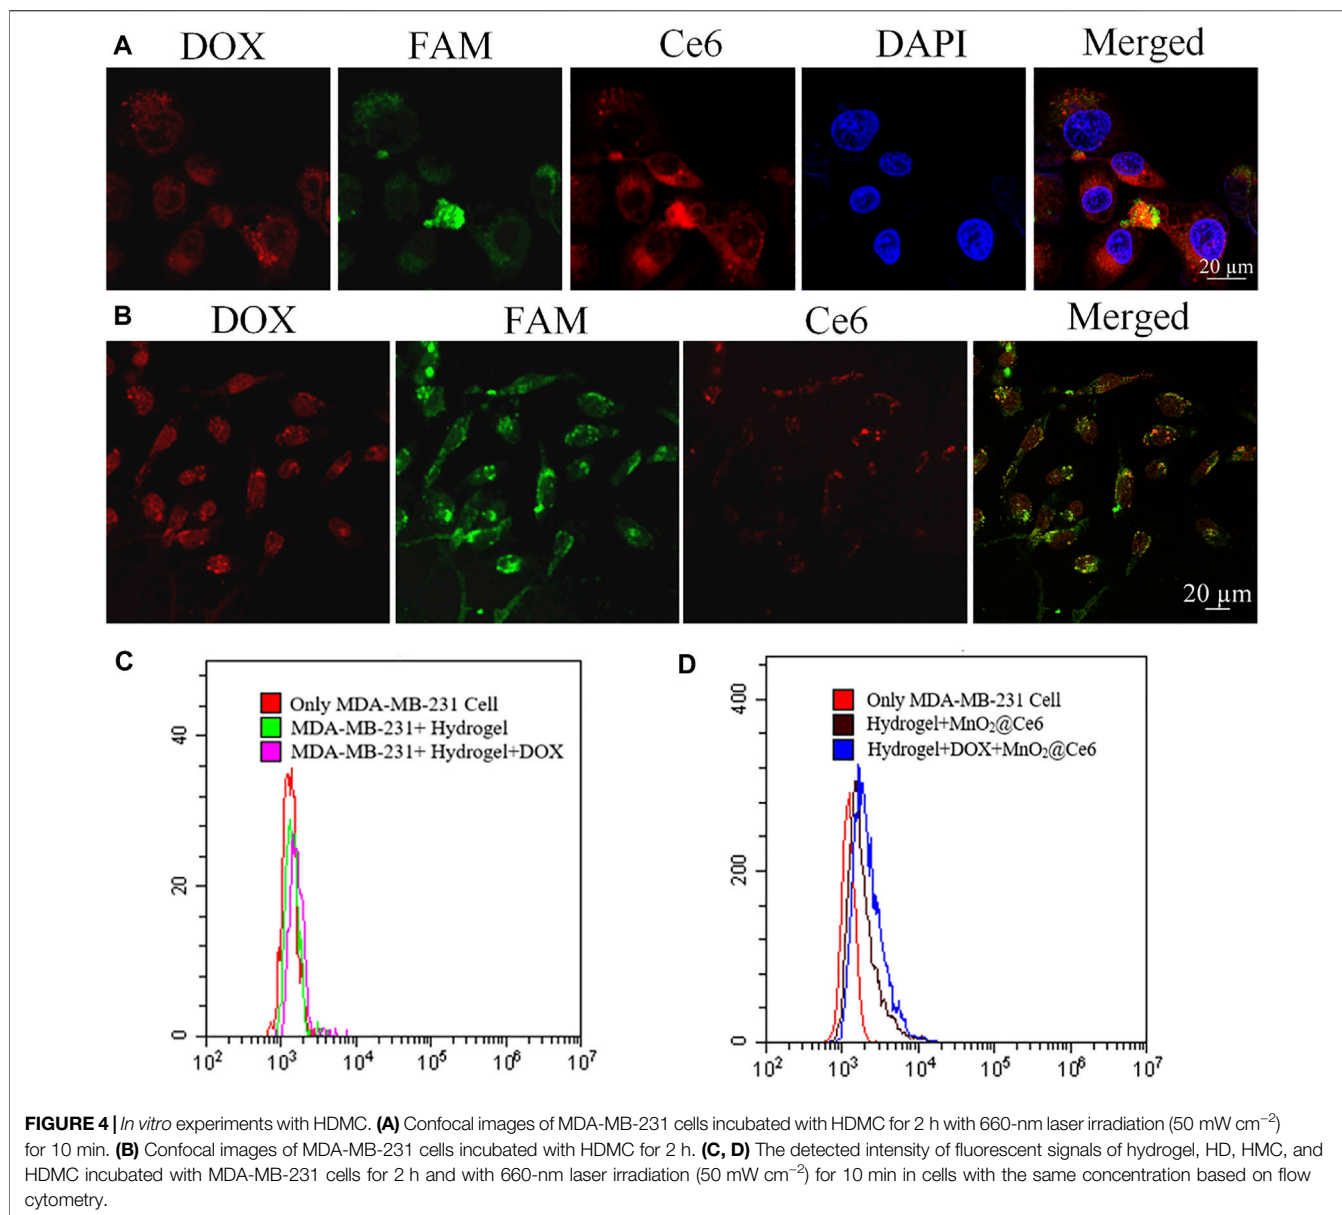 A
DOX FAM Ce6 DAPI Merged
20 µm
B
DOX FAM Ce6 Merged
20 µm
C
Only MDA-MB-231 Cell
MDA-MB-231+ Hydrogel
MDA-MB-231+ Hydrogel+DOX
40
20
0
10² 10³ 10⁴ 10⁵ 10⁶ 10⁷
D
Only MDA-MB-231 Cell
Hydrogel+MnO₂@Ce6
Hydrogel+DOX+MnO₂@Ce6
400
200
0
10² 10³ 10⁴ 10⁵ 10⁶ 10⁷
FIGURE 4 | In vitro experiments with HDMC. (A) Confocal images of MDA-MB-231 cells incubated with HDMC for 2 h with 660-nm laser irradiation (50 mW cm⁻²)
for 10 min. (B) Confocal images of MDA-MB-231 cells incubated with HDMC for 2 h. (C, D) The detected intensity of fluorescent signals of hydrogel, HD, HMC, and
HDMC incubated with MDA-MB-231 cells for 2 h and with 660-nm laser irradiation (50 mW cm⁻²) for 10 min in cells with the same concentration based on flow
cytometry.